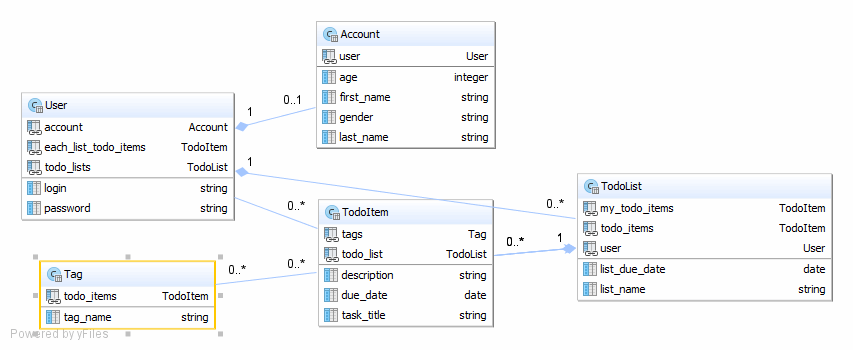 Account
user User
age integer
first_name string
gender string
last_name string
User
account Account
each_list_todo_items TodoItem
todo_lists TodoList
login string
password string
1
0..1
1
0..*
0..*
TodoItem
tags Tag
todo_list TodoList
description string
due_date date
task_title string
0..*
1
TodoList
my_todo_items TodoItem
todo_items TodoItem
user User
list_due_date date
list_name string
Tag
todo_items TodoItem
tag_name string
0..*
0..*
Powered by yFiles